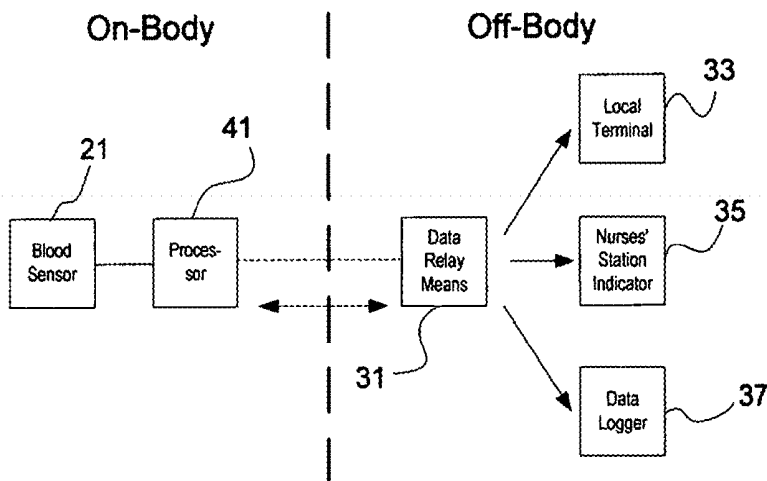 On-Body
Off-Body
33
Local
Terminal
21
41
35
Blood
Sensor
Proces-
sor
Data
Relay
Means
Nurses'
Station
Indicator
31
37
Data
Logger